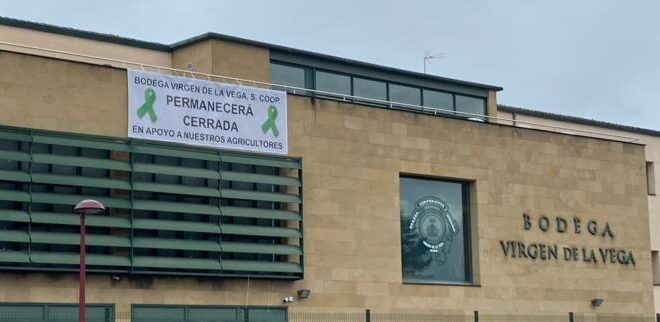 BODEGA VIRGEN DE LA VEGA, S. COOP
PERMANECERÁ
CERRADA
EN APOYO A NUESTROS AGRICULTORES
BODEGA
VIRGEN DE LA VEGA